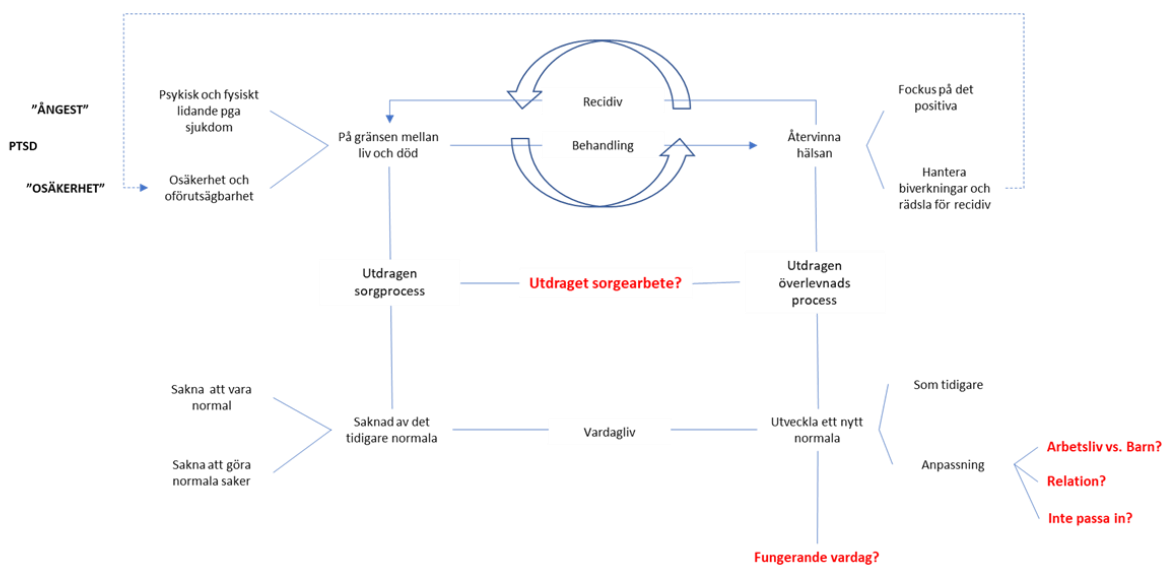 "ÅNGEST"
PTSD
"OSÄKERHET"
Psykisk och fysiskt
lidande pga
sjukdom
Osäkerhet och
oförutsägbarhet
På gränsen mellan
liv och död
Recidiv
Behandling
Återvinna
hälsan
Fockus på det
positiva
Hantera
biverkningar och
rädsla för recidiv
Utdragen
sorgprocess
Utdraget sorgearbete?
Utdragen
överlevnads
process
Sakna att vara
normal
Sakna att göra
normala saker
Saknad av det
tidigare normala
Vardagliv
Utveckla ett nytt
normala
Som tidigare
Anpassning
Arbetsliv vs. Barn?
Relation?
Inte passa in?
Fungerande vardag?